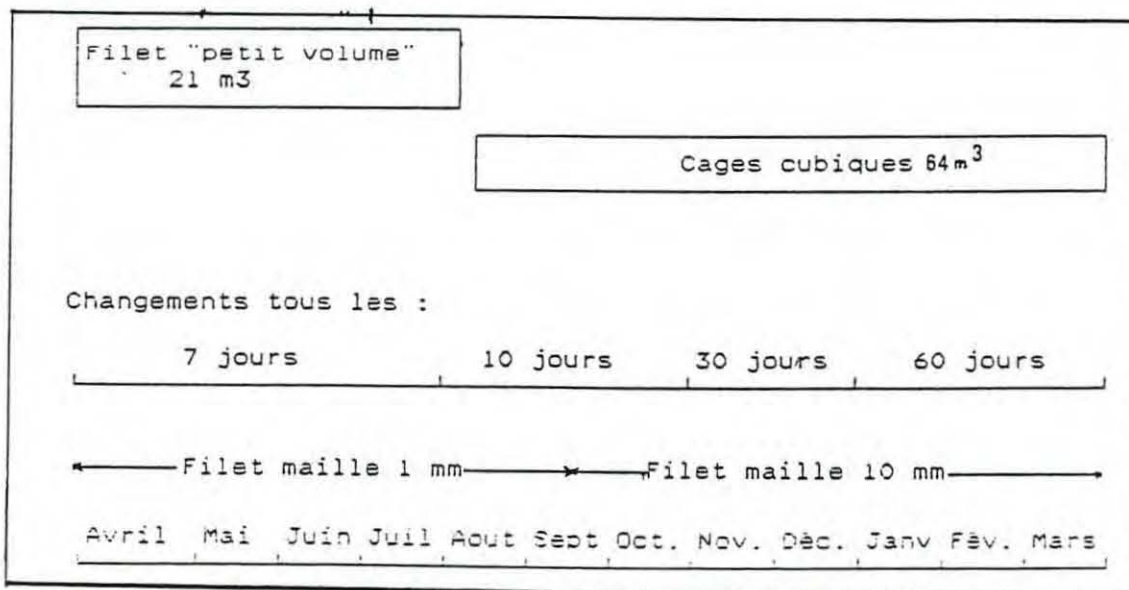 Filet "petit volume"
21 m3
Cages cubiques 64 m³
Changements tous les :
7 jours 10 jours 30 jours 60 jours
Filet maille 1 mm Filet maille 10 mm
Avril Mai Juin Juil Aout Sept Oct. Nov. Dèc. Janv Fèv. Mars